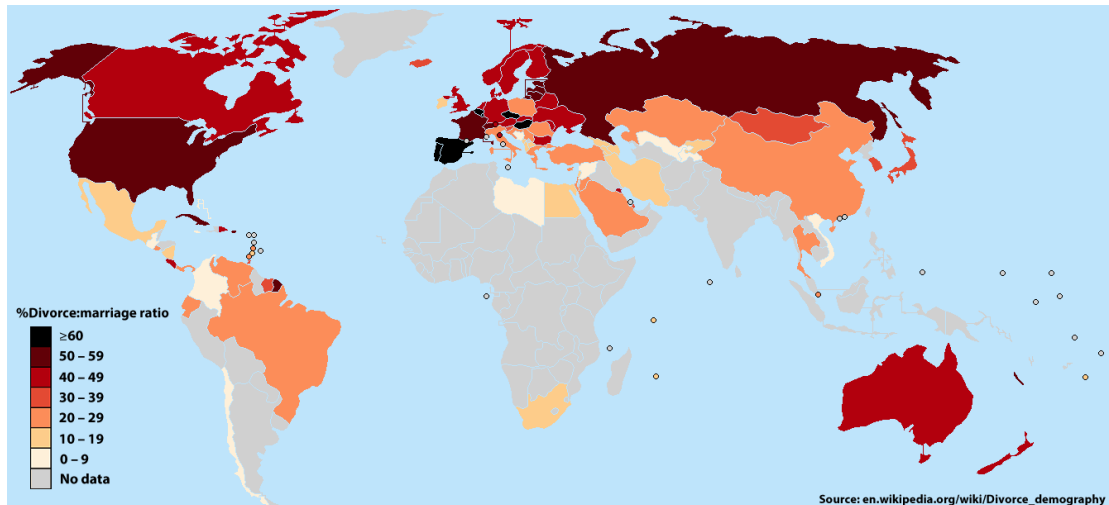 %Divorce:marriage ratio
≥60
50 – 59
40 – 49
30 – 39
20 – 29
10 – 19
0 – 9
No data
Source: en.wikipedia.org/wiki/Divorce_demography